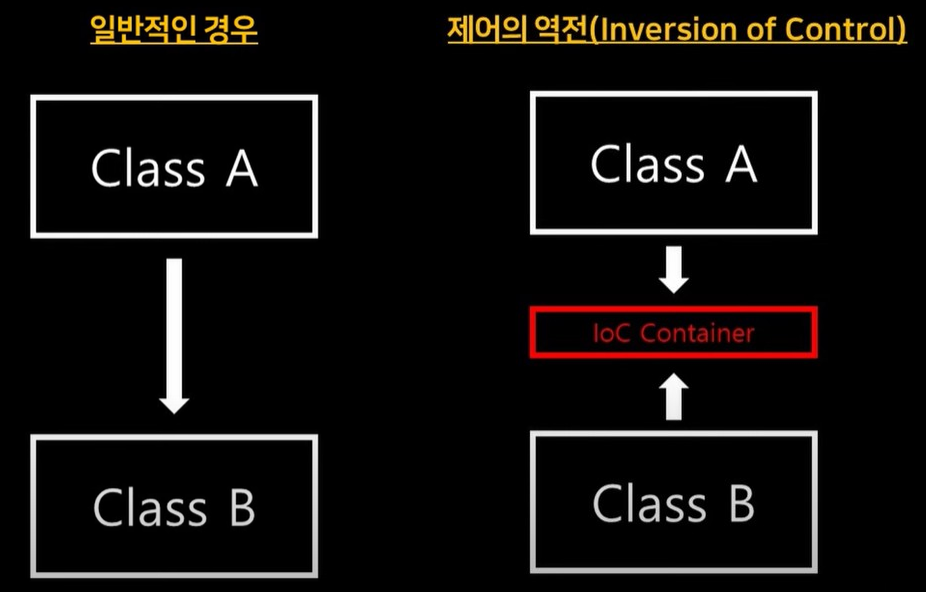 일반적인 경우
Class A
Class B
제어의 역전(Inversion of Control)
Class A
IoC Container
Class B